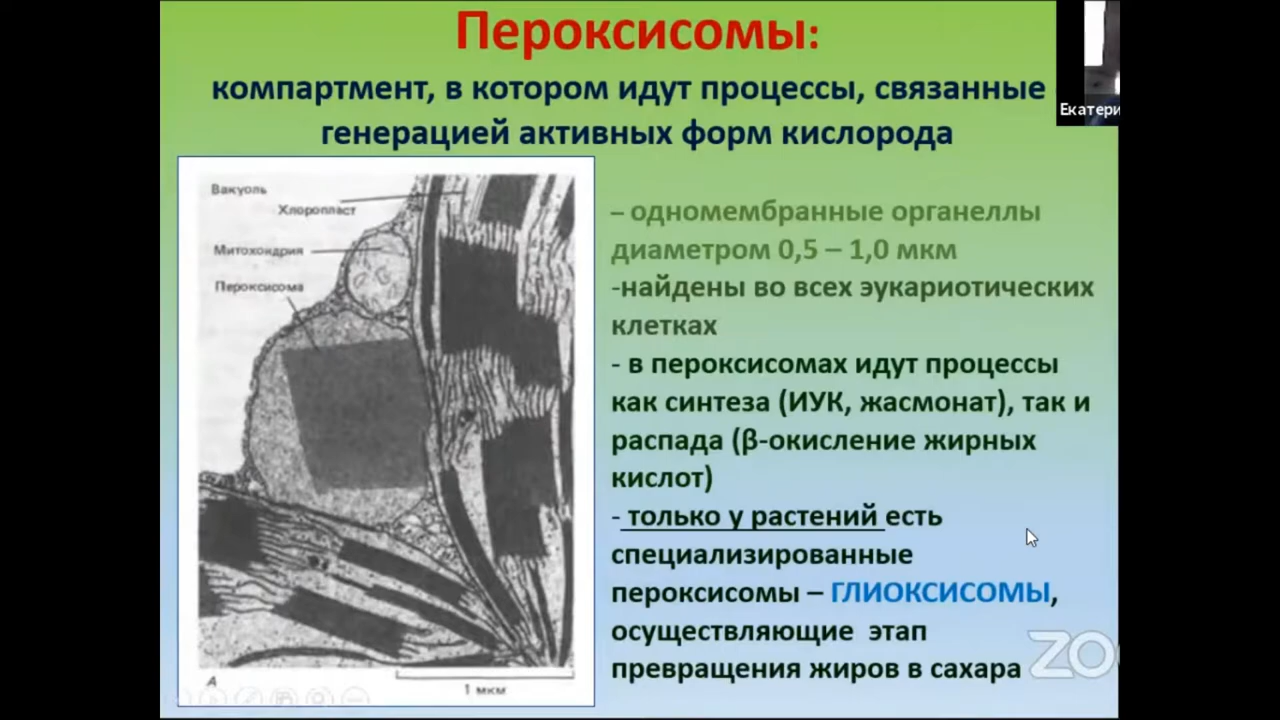 Пероксисомы:
компартмент, в котором идут процессы, связанные
генерацией активных форм кислорода
Екатери
Вакуоль
Хлоропласт
Митохондрия
Пероксисома
А
1 мкм
– одномембранные органеллы
диаметром 0,5 – 1,0 мкм
-найдены во всех эукариотических
клетках
- в пероксисомах идут процессы
как синтеза (ИУК, жасмонат), так и
распада (β-окисление жирных
кислот)
- только у растений есть
специализированные
пероксисомы – ГЛИОКСИСОМЫ,
осуществляющие этап
превращения жиров в сахара
ZO